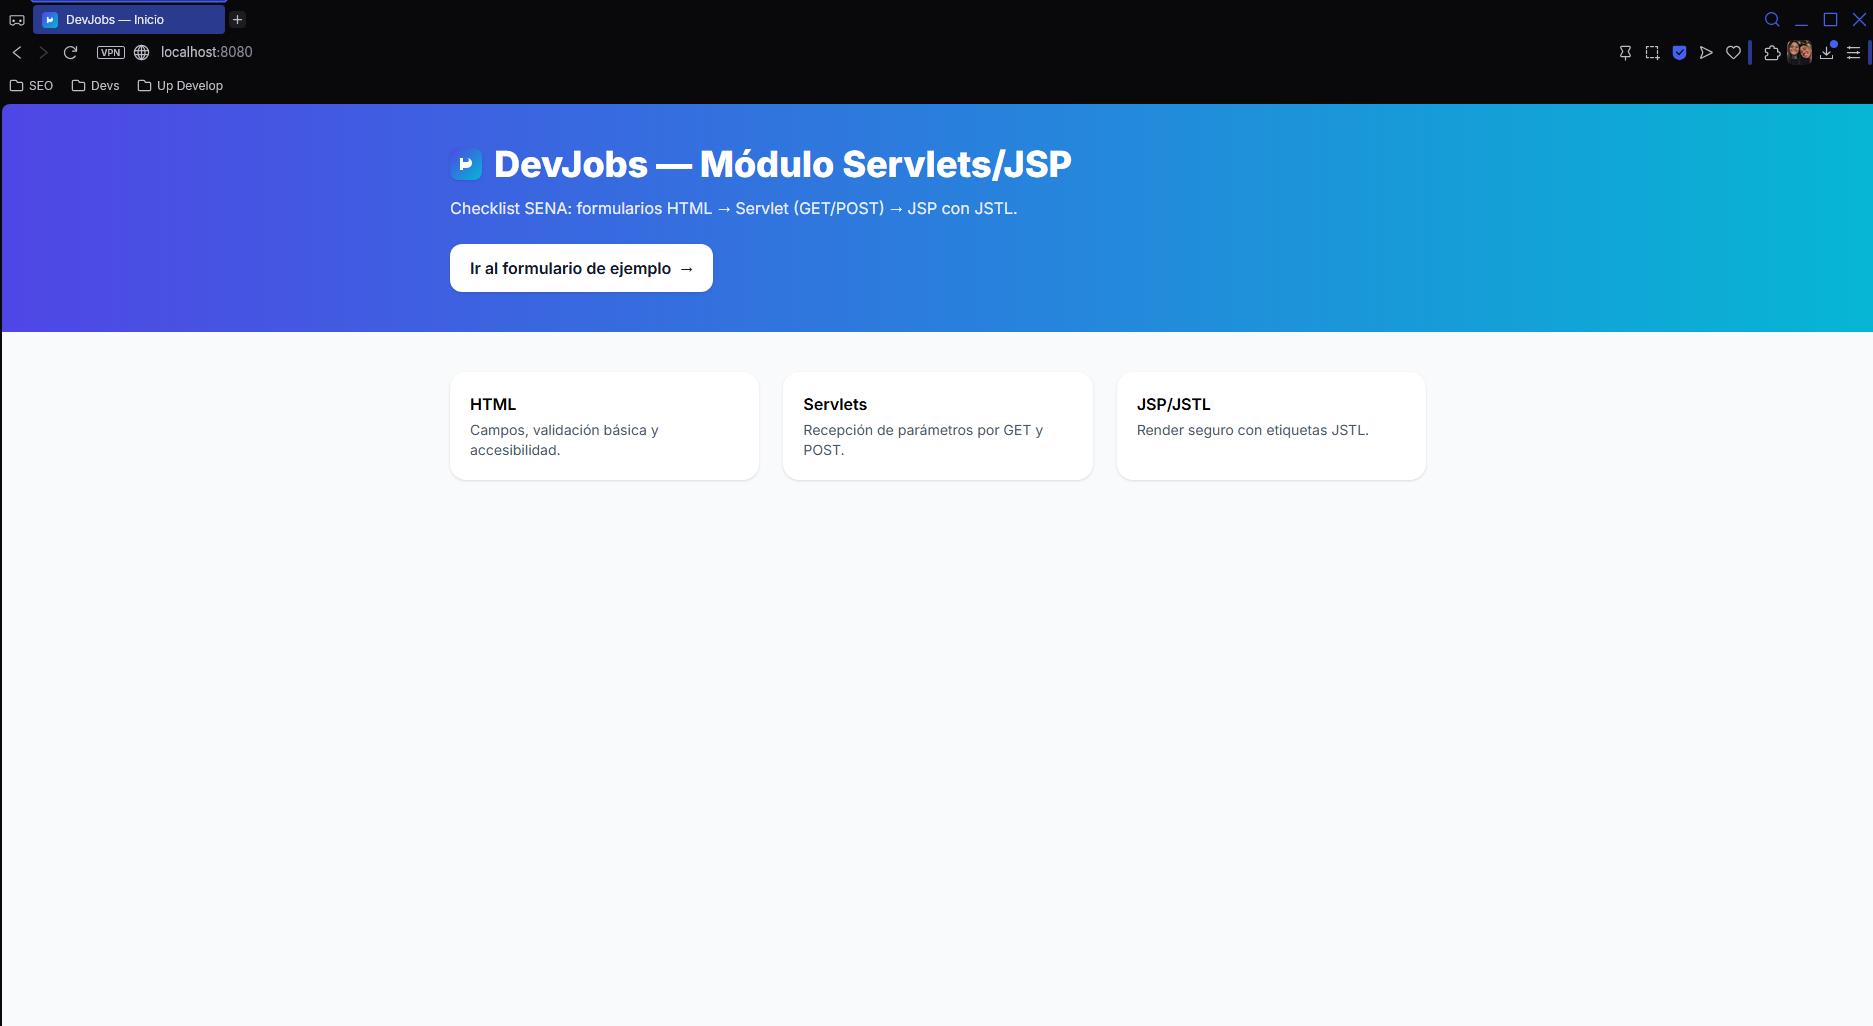 DevJobs — Inicio
VPN
localhost:8080
SEO
Devs
Up Develop
DevJobs — Módulo Servlets/JSP
Checklist SENA: formularios HTML → Servlet (GET/POST) → JSP con JSTL.
Ir al formulario de ejemplo →
HTML
Campos, validación básica y
accesibilidad.
Servlets
Recepción de parámetros por GET y
POST.
JSP/JSTL
Render seguro con etiquetas JSTL.